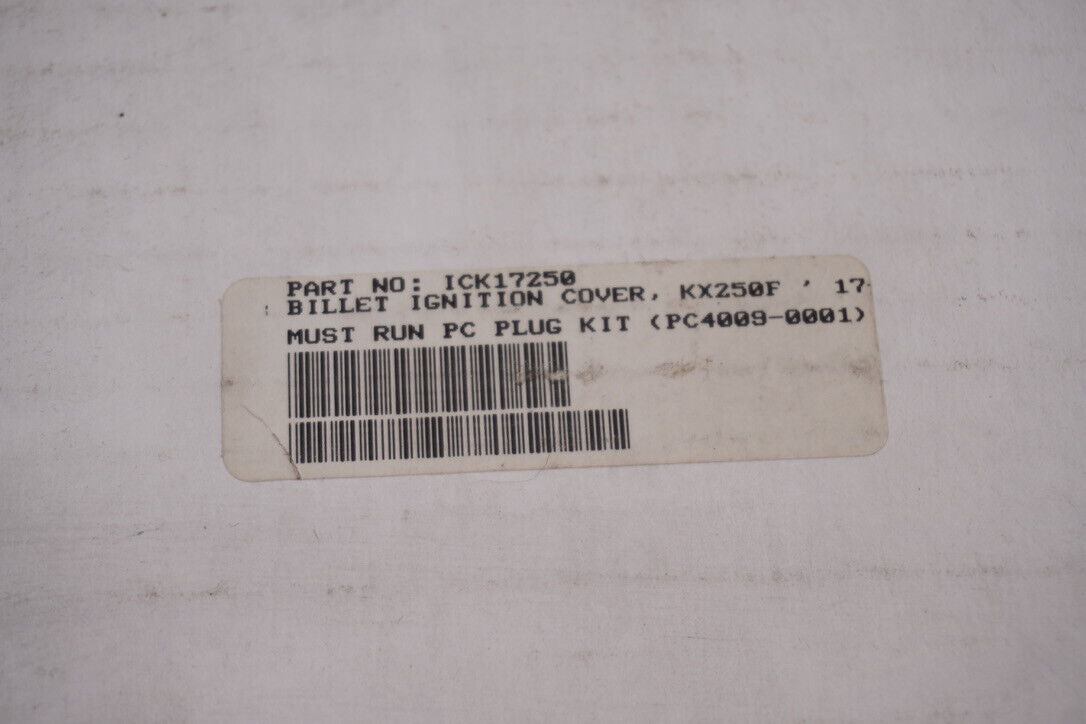 PART NO: ICK17250
BILLET IGNITION COVER, KX250F ' 17-
MUST RUN PC PLUG KIT (PC4009-0001)